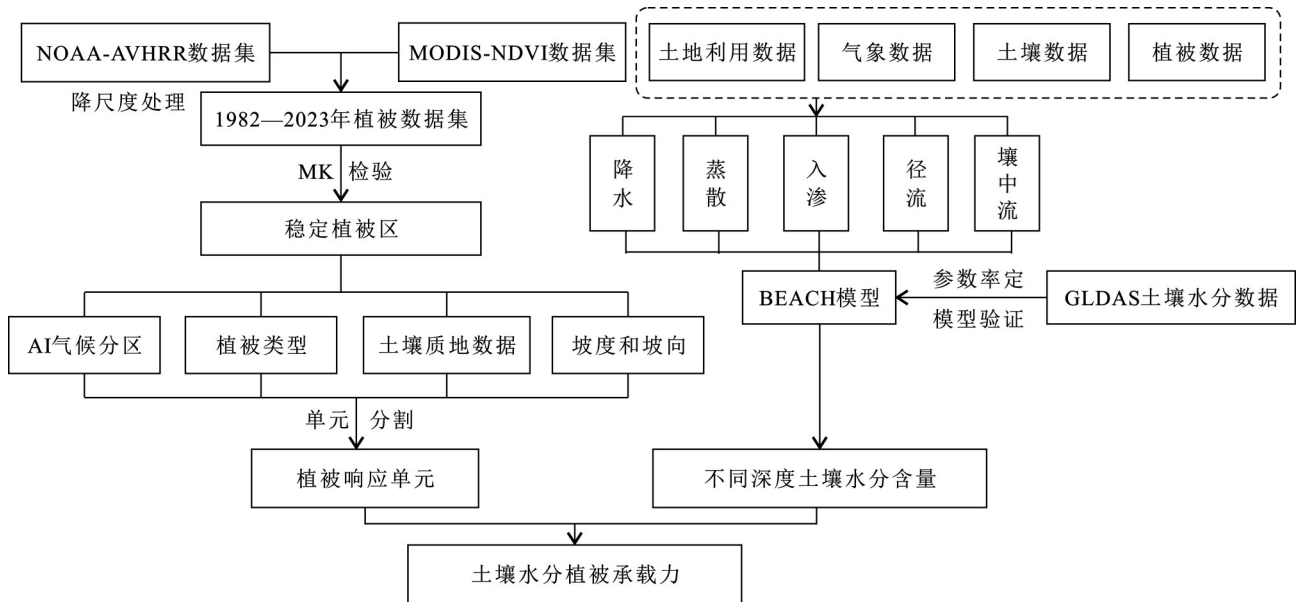 NOAA-AVHRR数据集
MODIS-NDVI数据集
降尺度处理
1982—2023年植被数据集
MK 检验
稳定植被区
AI气候分区
植被类型
土壤质地数据
坡度和坡向
单元 分割
植被响应单元
土地利用数据
气象数据
土壤数据
植被数据
降水
蒸散
入渗
径流
壤中流
BEACH模型
参数率定
模型验证
GLDAS土壤水分数据
不同深度土壤水分含量
土壤水分植被承载力